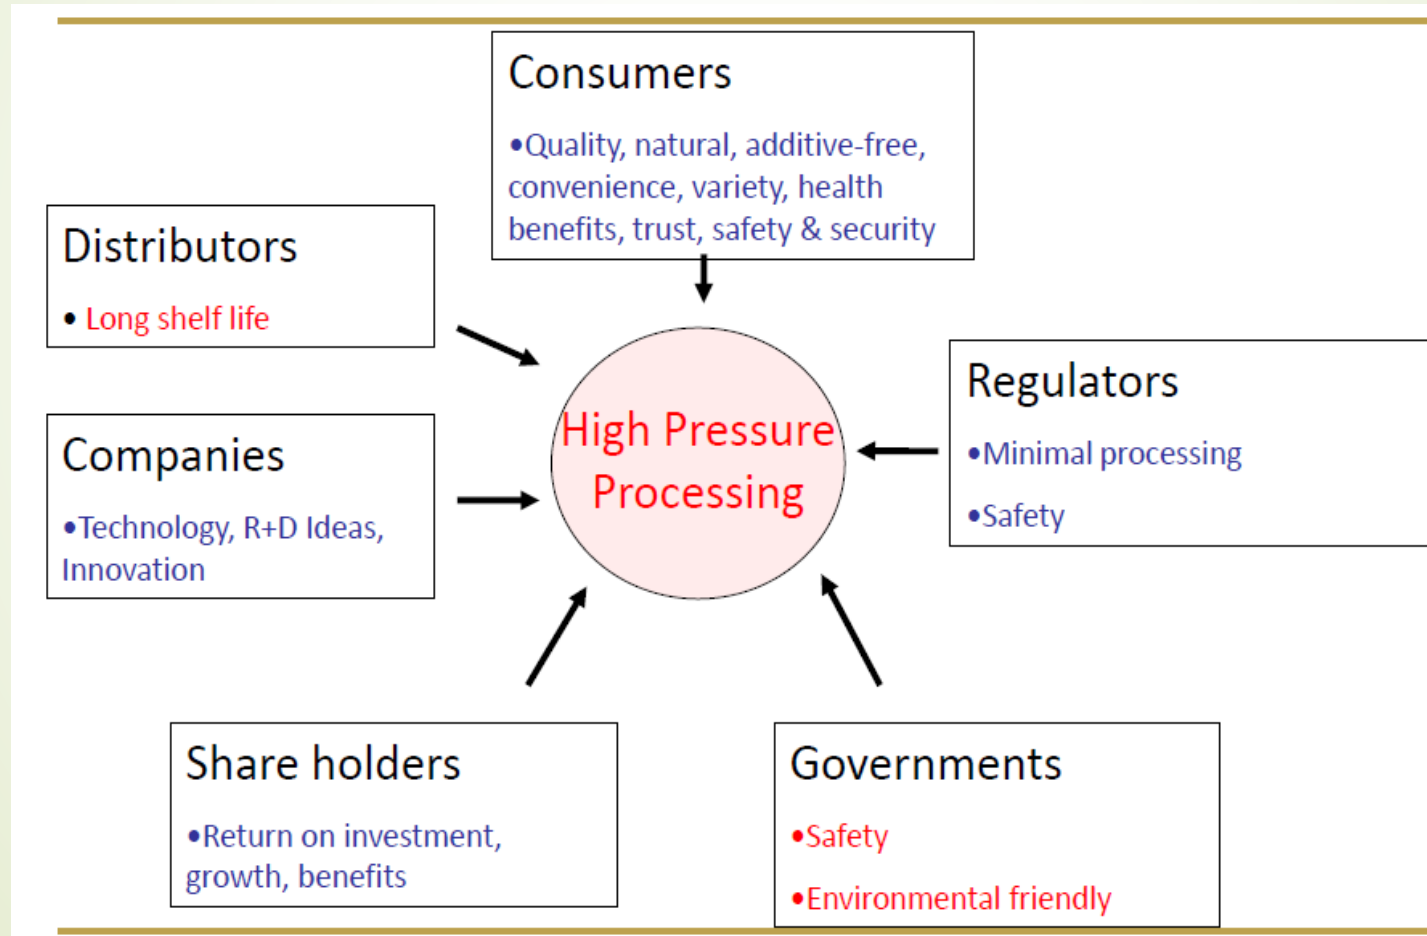 Consumers
•Quality, natural, additive-free,
convenience, variety, health
benefits, trust, safety & security
Distributors
• Long shelf life
Regulators
•Minimal processing
•Safety
High Pressure
Processing
Companies
•Technology, R+D Ideas,
Innovation
Share holders
•Return on investment,
growth, benefits
Governments
•Safety
•Environmental friendly